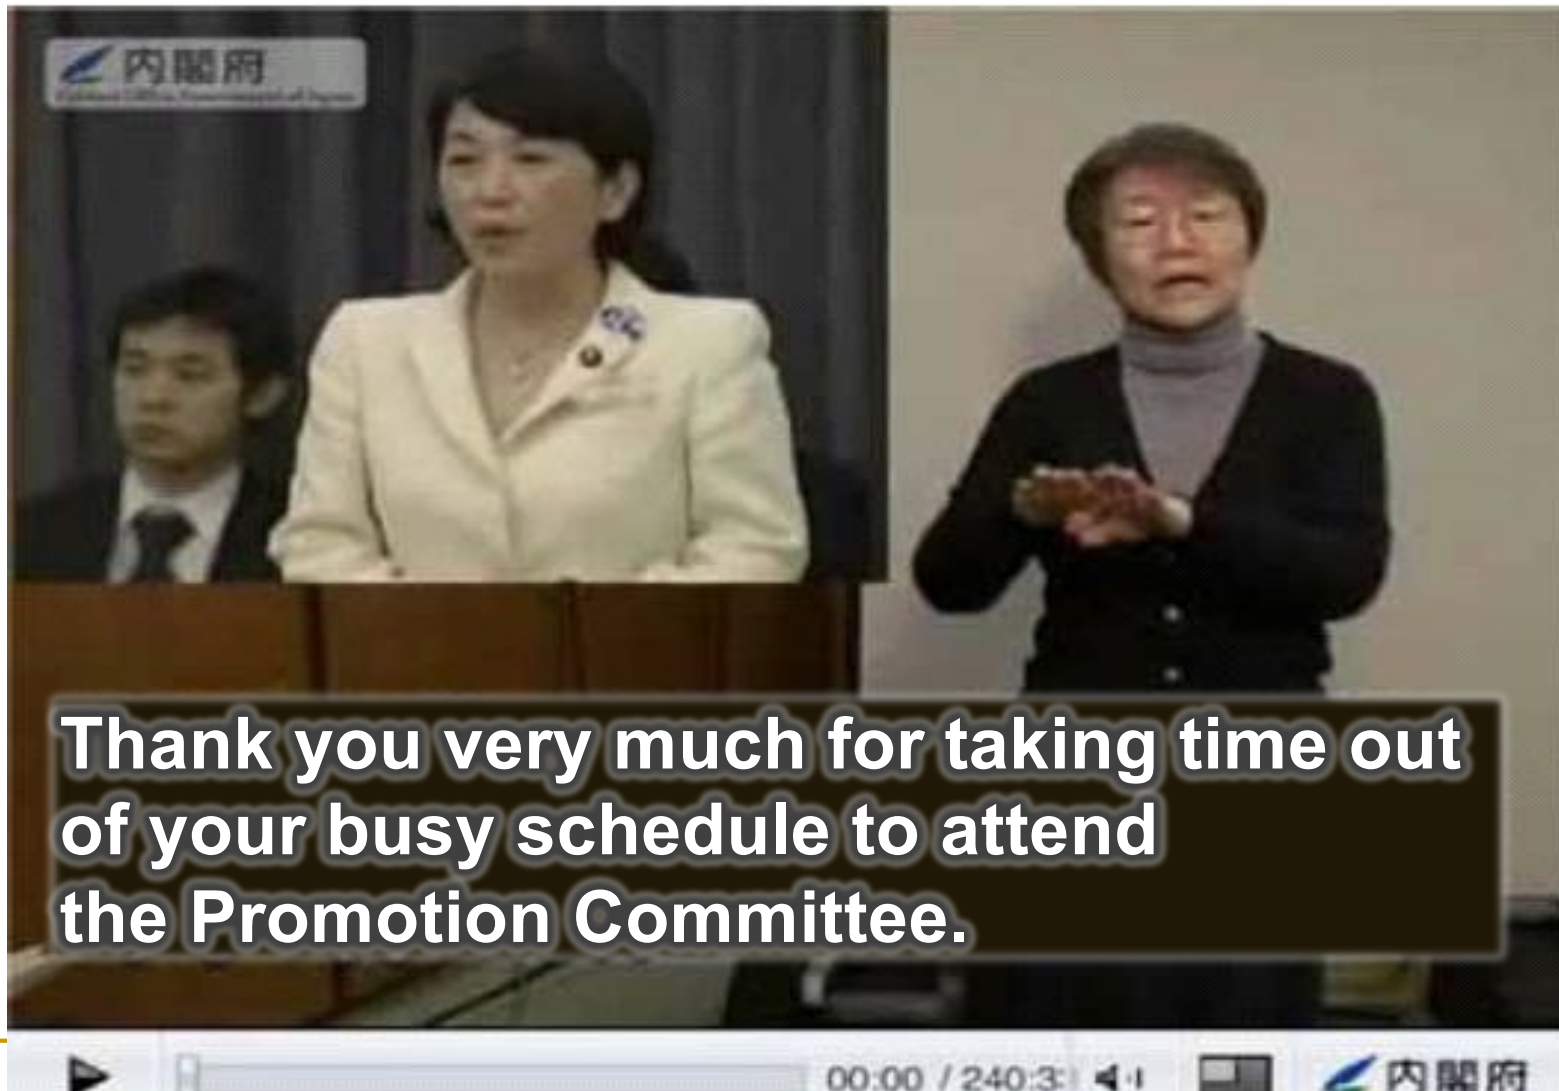 内閣府
Thank you very much for taking time out
of your busy schedule to attend
the Promotion Committee.
00:00 / 240:3
内閣府